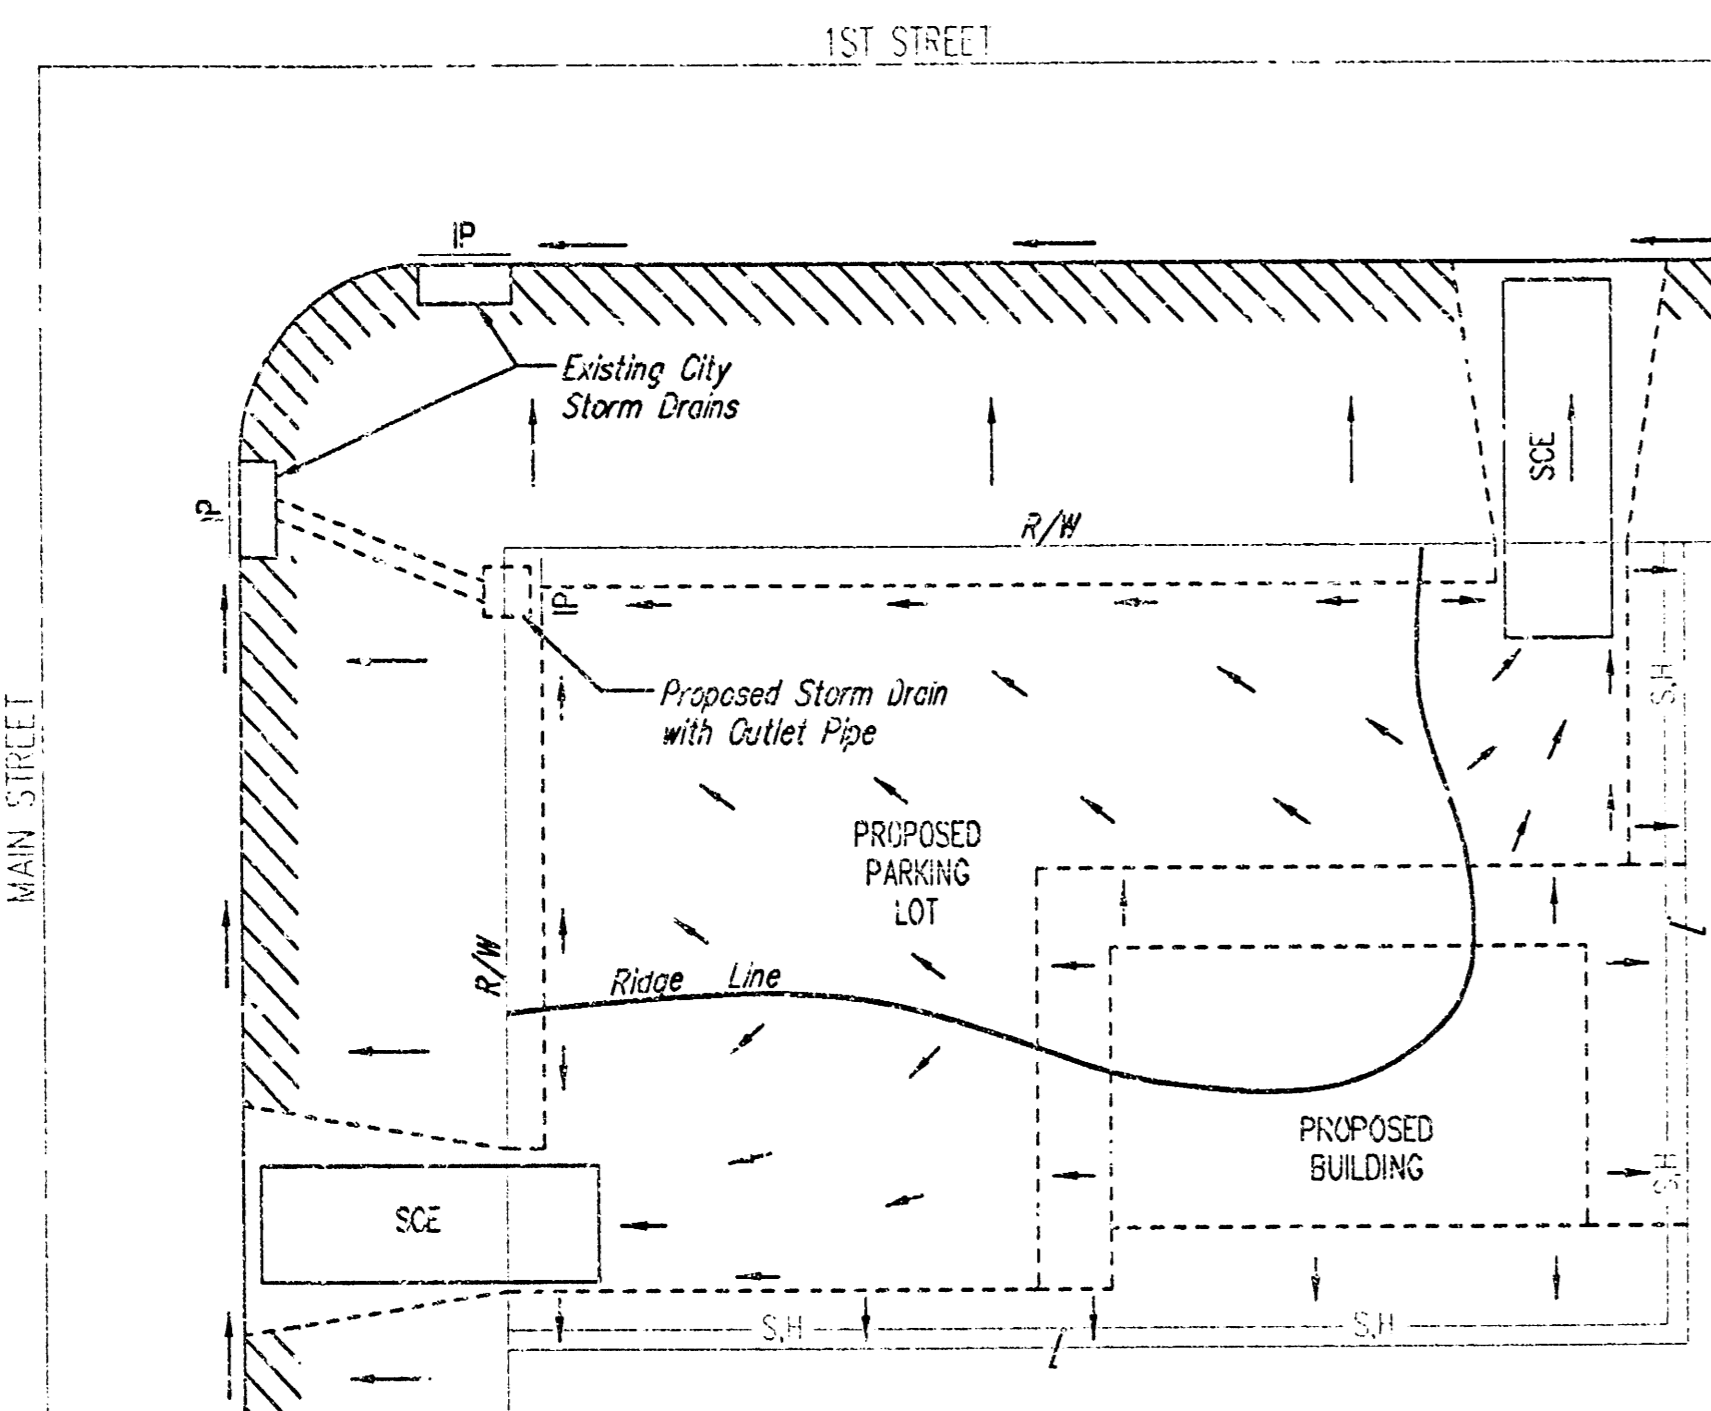 1ST STREET
IP
Existing City
Storm Drains
SCE
IP
R/W
IP
S,H
Proposed Storm Drain
with Outlet Pipe
MAIN STREET
PROPOSED
PARKING
LOT
R/W
Ridge Line
PROPOSED
BUILDING
S,H
SCE
S,H
S,H